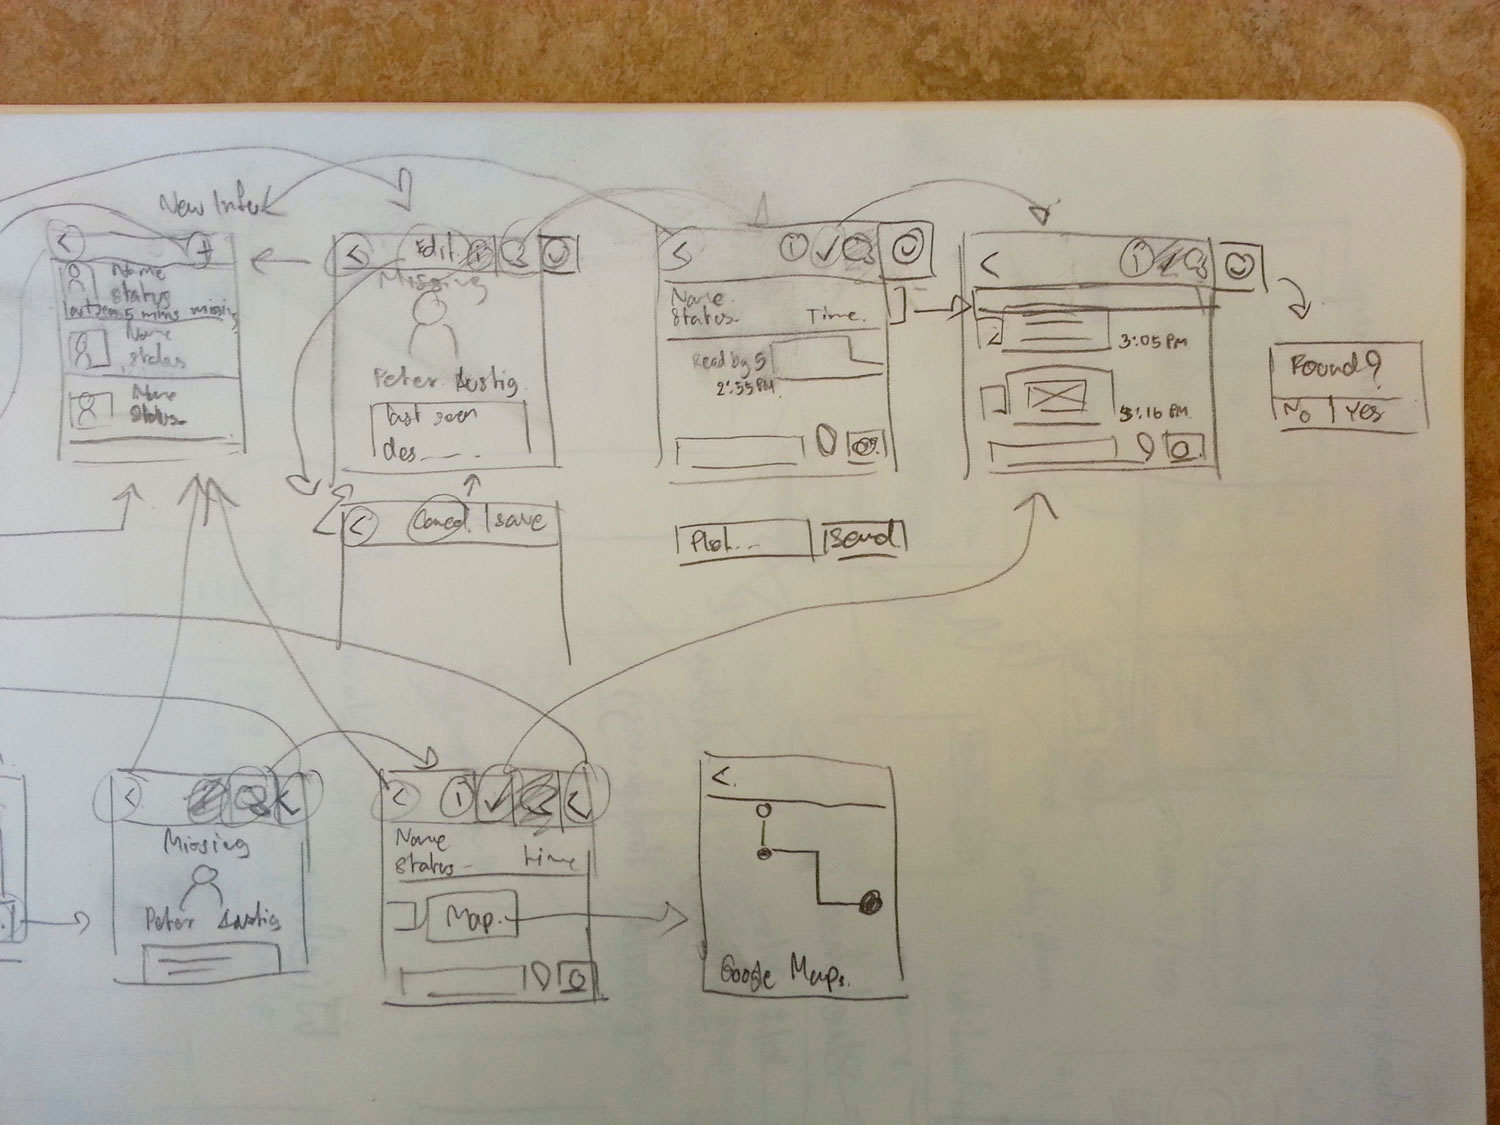 New Info
Name
Status
last seen 5 mins missing
Name
status
Name
Status
Edit
Missing
Peter Lustig
last seen
des
Cancel
save
Name
Status
Time
Read by 5
2:55 PM
Plot...
Send
3:05 PM
3:16 PM
Found?
No
Yes
Missing
Peter Lustig
Name
Status
time
Map
Google Maps